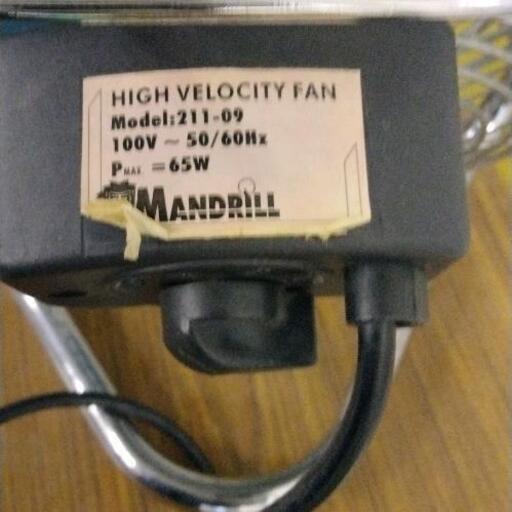 HIGH VELOCITY FAN
Model:211-09
100V ~ 50/60Hz
PMAX. =65W
MANDRILL